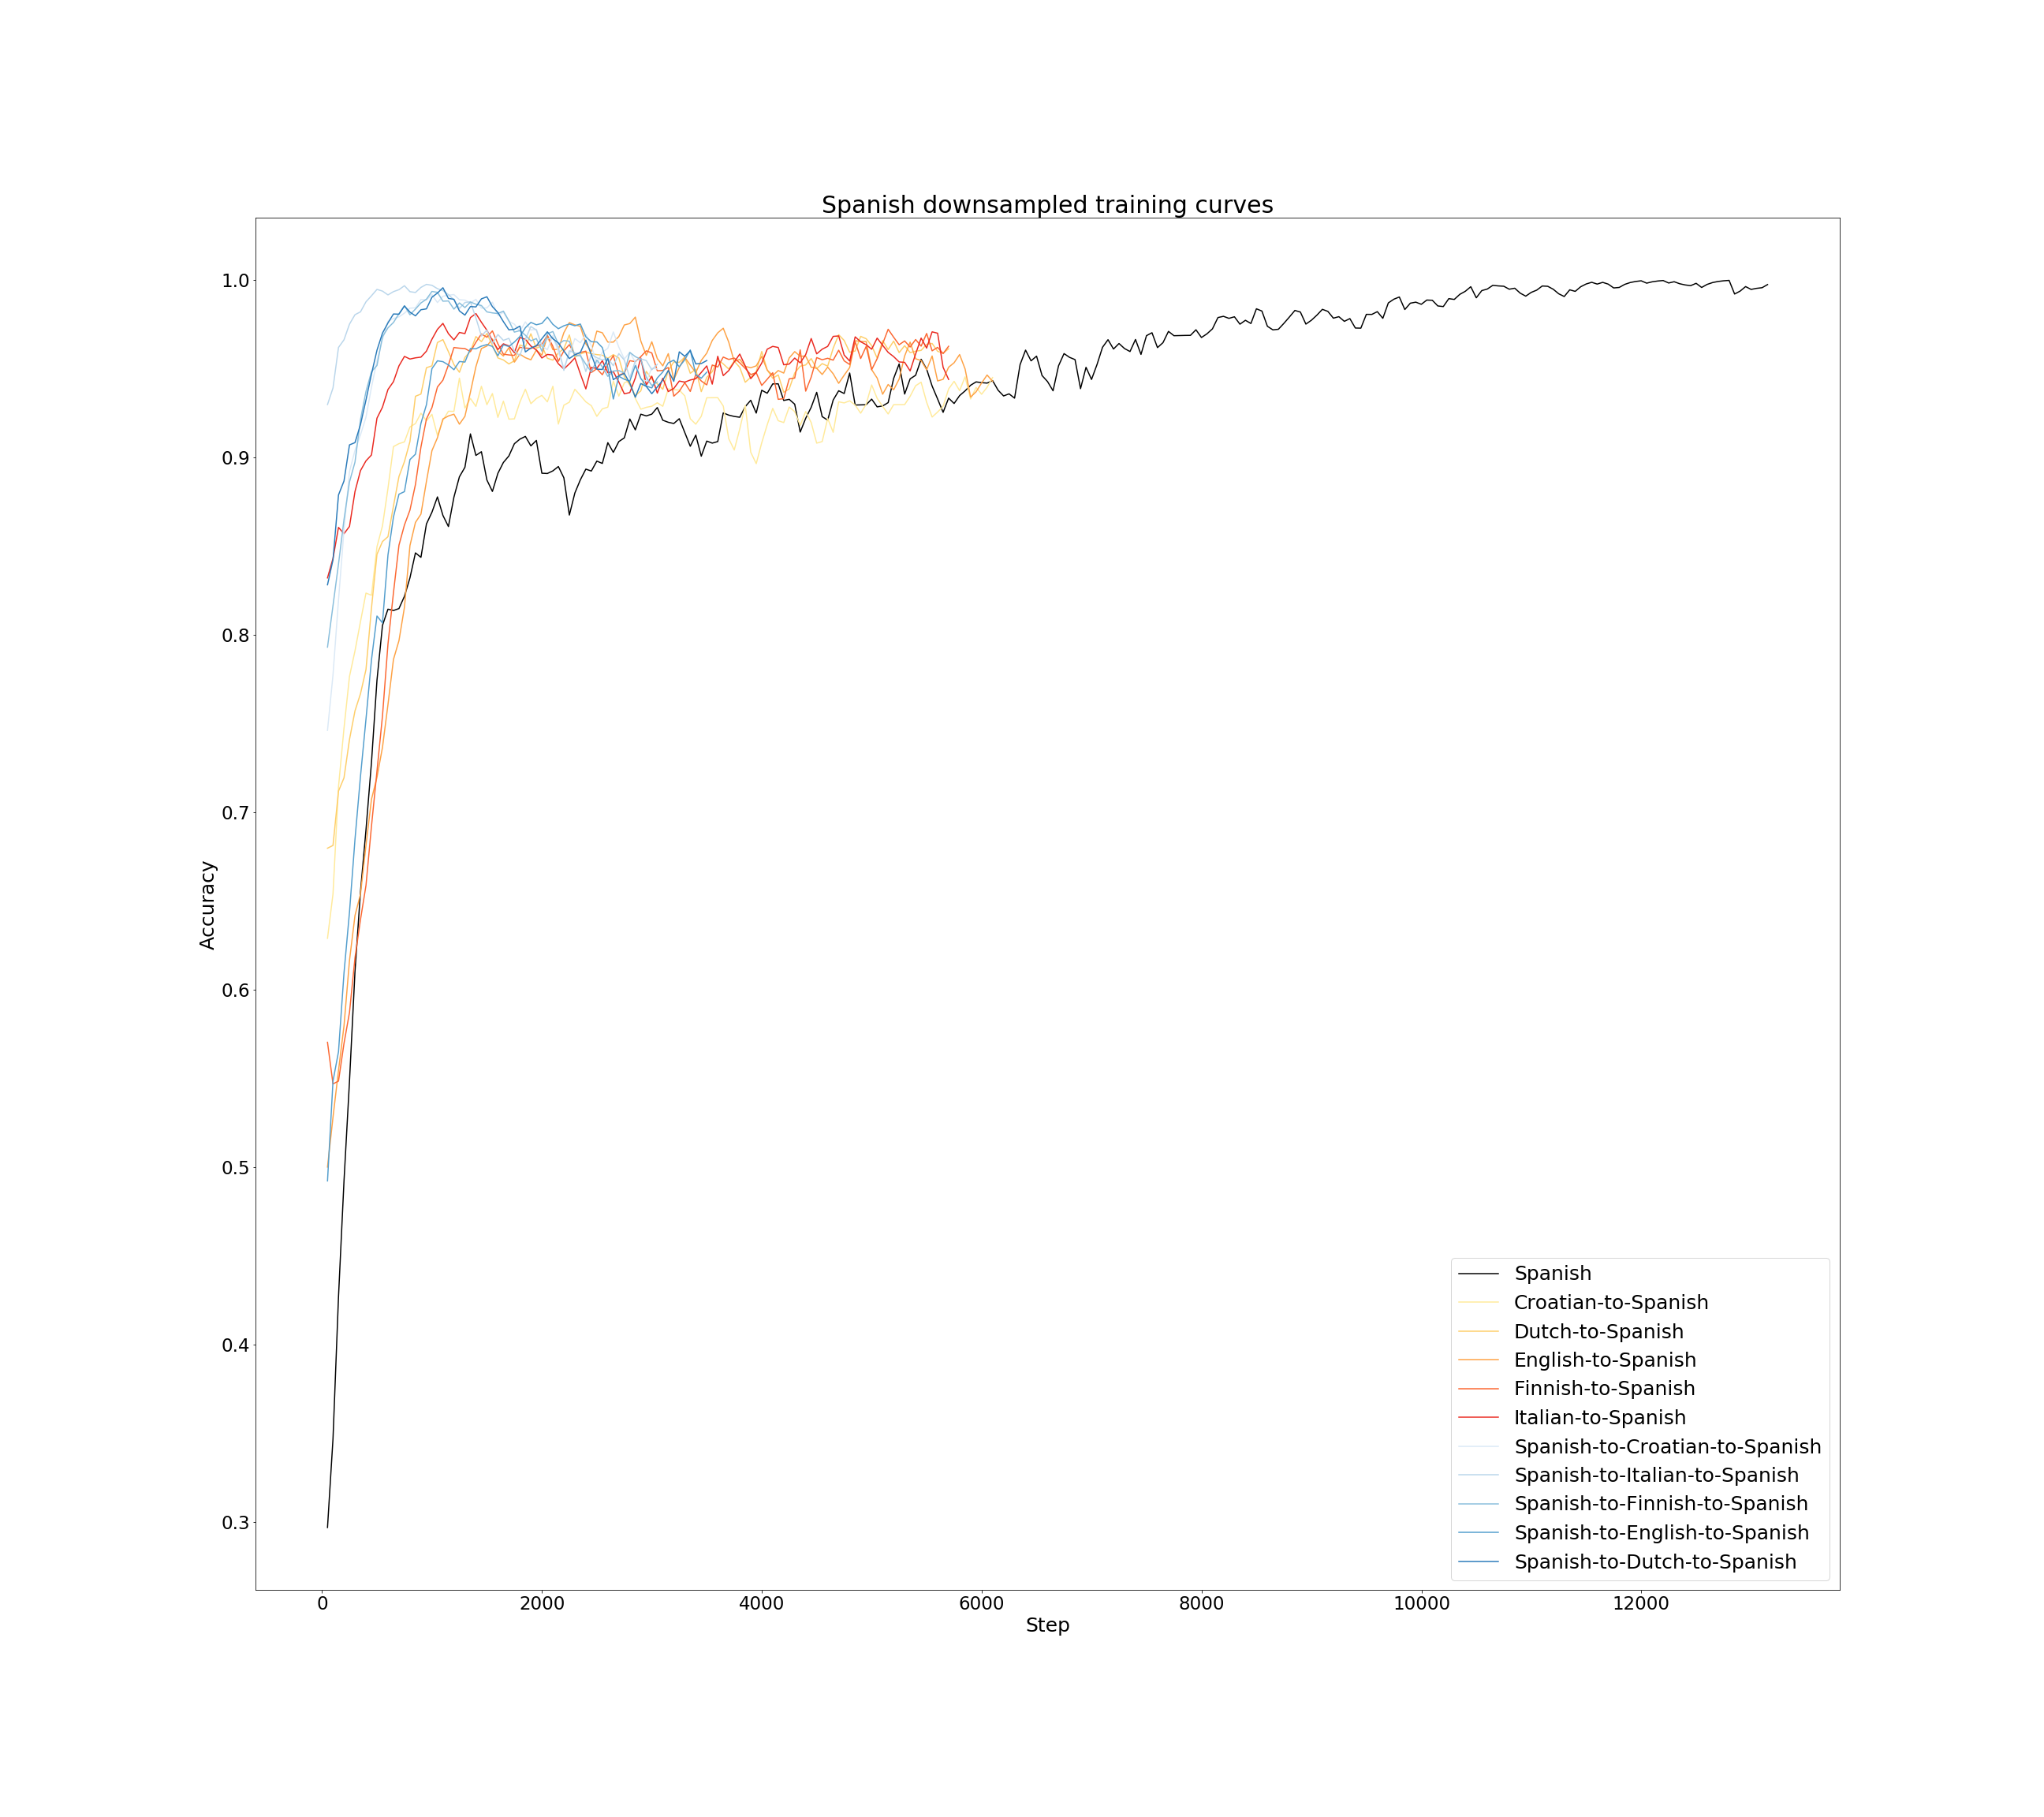 Spanish downsampled training curves
1.0
0.9
0.8
0.7
0.6
0.5
0.4
0.3
Accuracy
0 2000 4000 6000 8000 10000 12000
Step
Spanish
Croatian-to-Spanish
Dutch-to-Spanish
English-to-Spanish
Finnish-to-Spanish
Italian-to-Spanish
Spanish-to-Croatian-to-Spanish
Spanish-to-Italian-to-Spanish
Spanish-to-Finnish-to-Spanish
Spanish-to-English-to-Spanish
Spanish-to-Dutch-to-Spanish